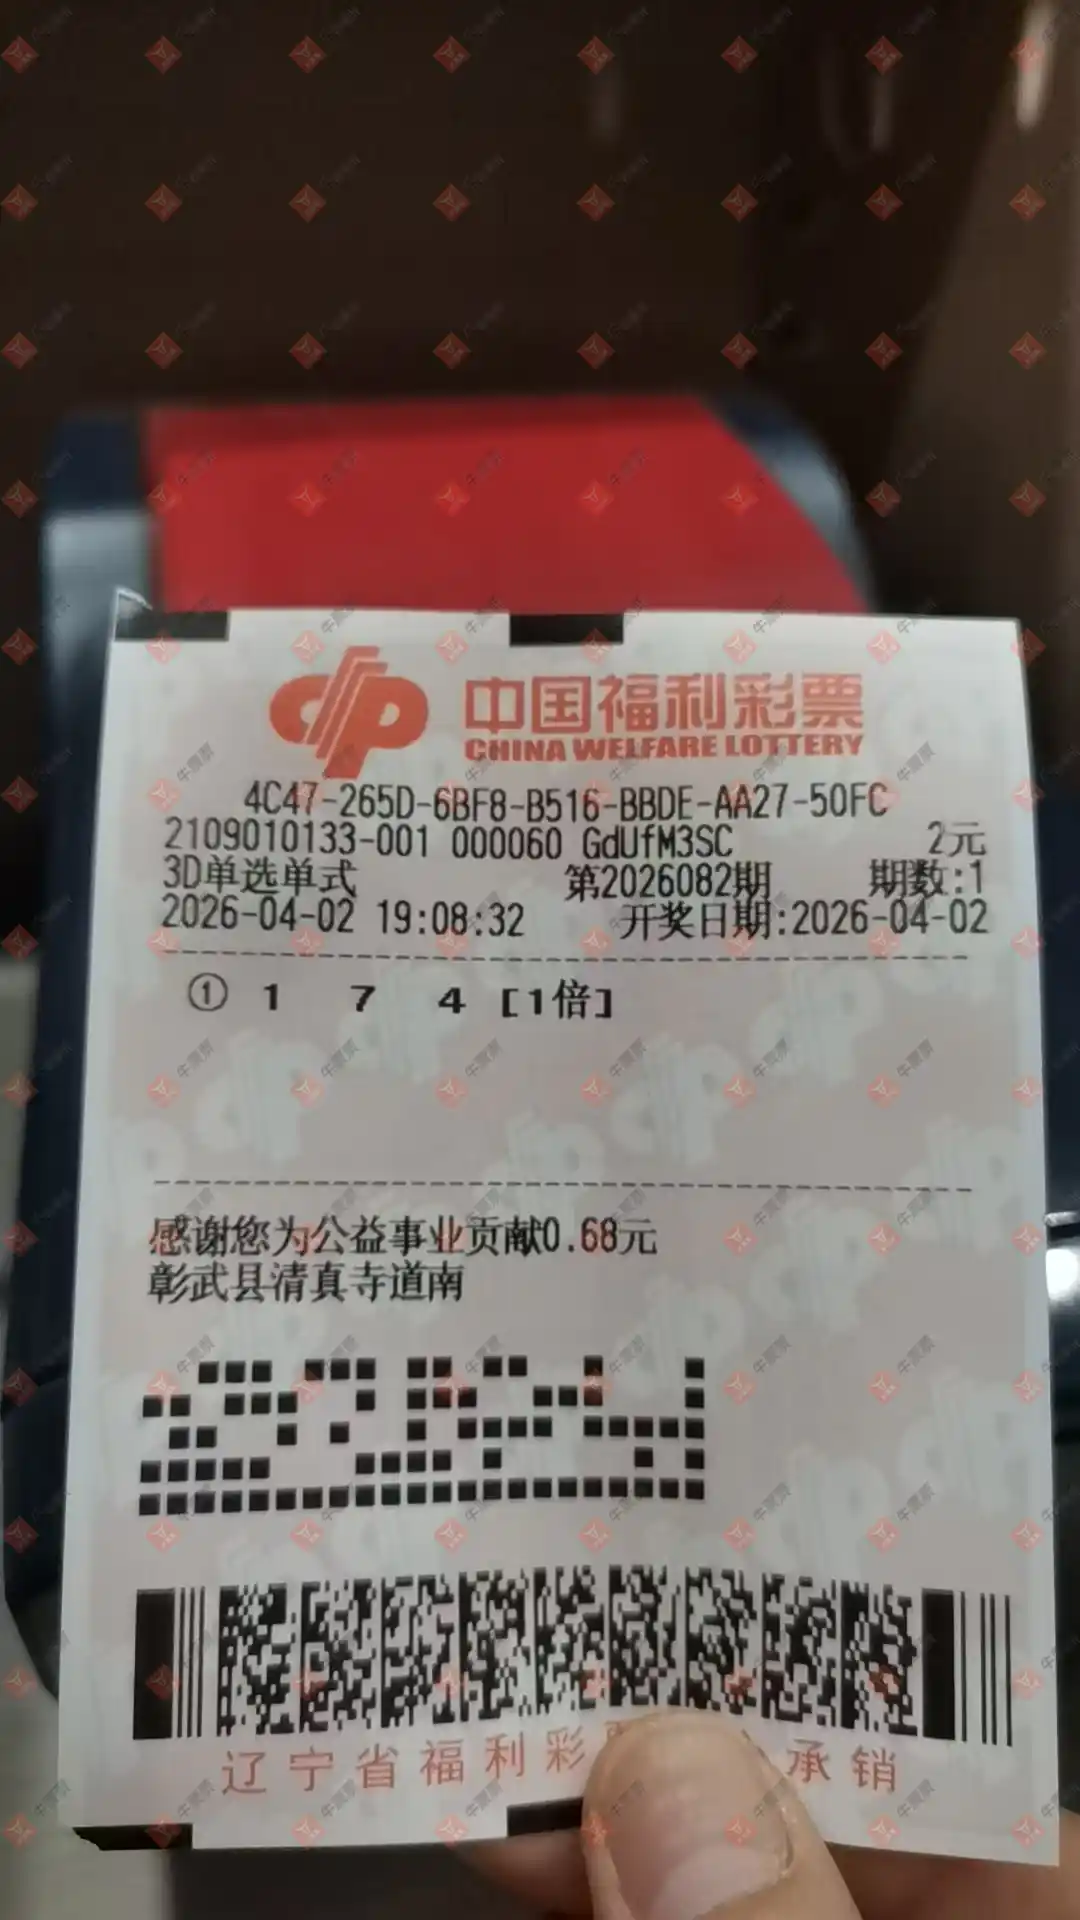 中国福利彩票
CHINA WELFARE LOTTERY
4C47-265D-6BF8-B516-BBDE-AA27-50FC
2109010133-001 000060 GdUfM3SC 2元
3D单选单式 第2026082期 期数:1
2026-04-02 19:08:32 开奖日期:2026-04-02
① 1 7 4 [1倍]
感谢您为公益事业贡献0.68元
彰武县清真寺道南
辽宁省福利彩 承销